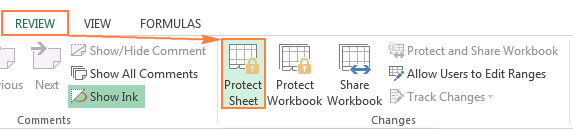 REVIEW VIEW FORMULAS
Show/Hide Comment
Show All Comments
Show Ink
Previous Next
Comments
Protect Sheet
Protect Workbook
Share Workbook
Protect and Share Workbook
Allow Users to Edit Ranges
Track Changes
Changes